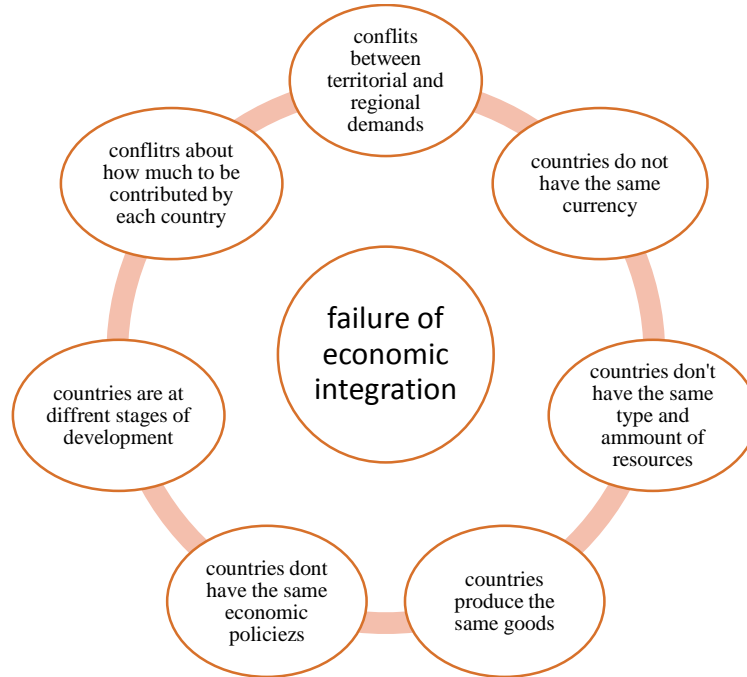 conflits
between
territorial and
regional
demands
countries do not
have the same
currency
countries don't
have the same
type and
ammount of
resources
countries
produce the
same goods
countries dont
have the same
economic
policiezs
countries are at
diffrent stages of
development
conflitrs about
how much to be
contributed by
each country
failure of
economic
integration